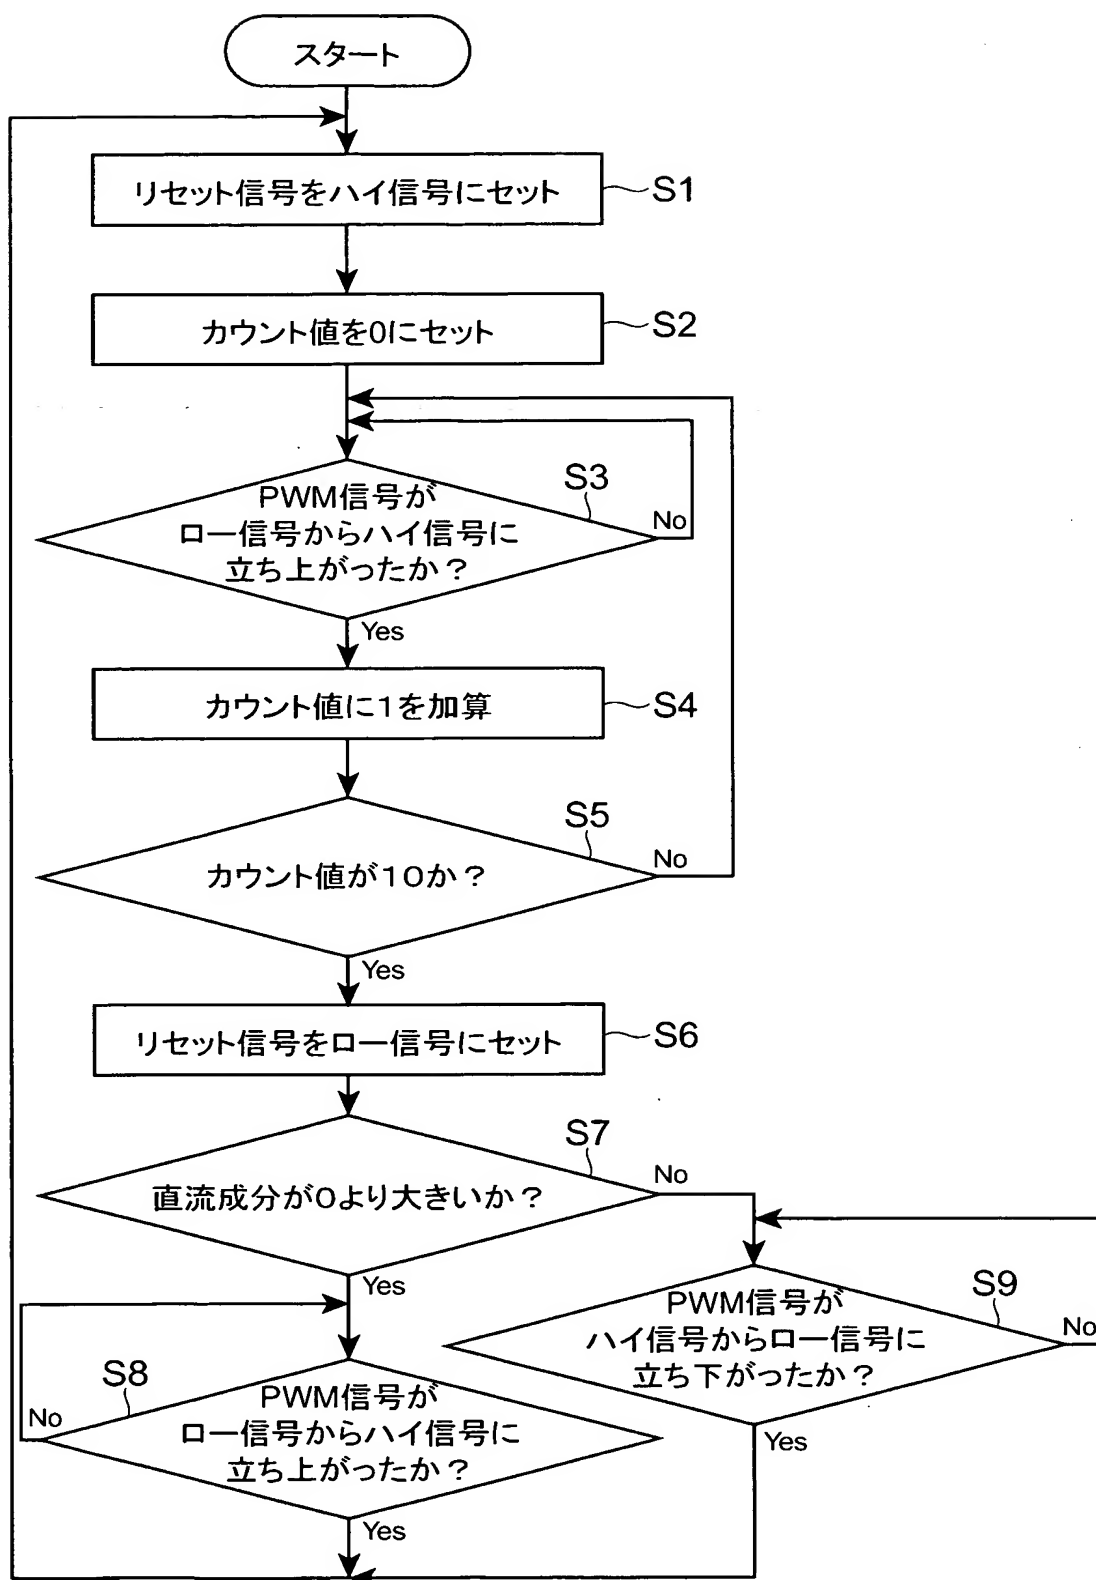 スタート
リセット信号をハイ信号にセット
S1
カウント値を0にセット
S2
PWM信号が
ロー信号からハイ信号に
立ち上がったか？
S3
No
Yes
カウント値に1を加算
S4
カウント値が10か？
S5
No
Yes
リセット信号をロー信号にセット
S6
直流成分が0より大きいか？
S7
No
Yes
PWM信号が
ハイ信号からロー信号に
立ち下がったか？
S9
No
Yes
PWM信号が
ロー信号からハイ信号に
立ち上がったか？
S8
No
Yes